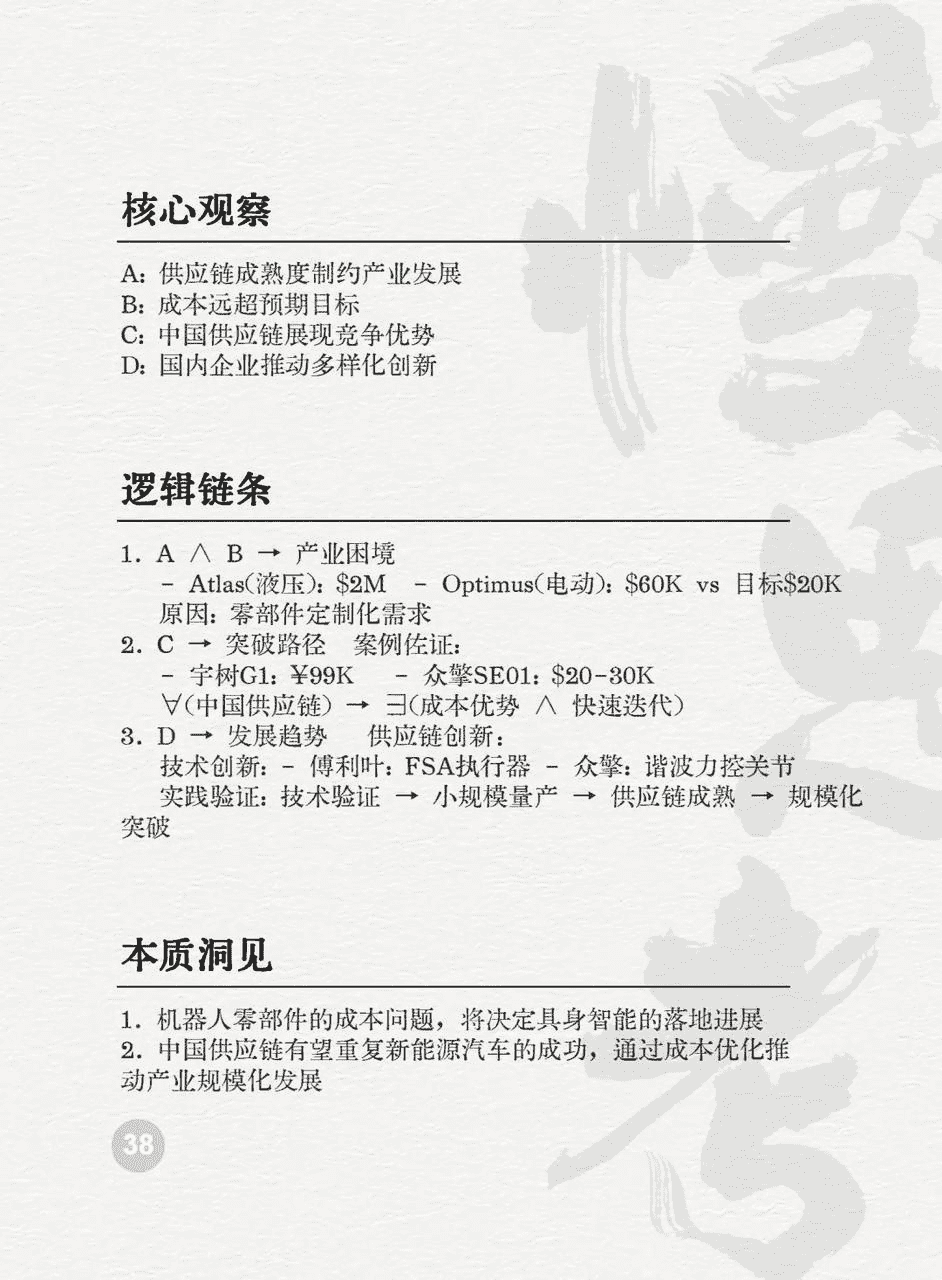 核心观察
A: 供应链成熟度制约产业发展
B: 成本远超预期目标
C: 中国供应链展现竞争优势
D: 国内企业推动多样化创新
逻辑链条
1. A ∧ B → 产业困境
- Atlas(液压): $2M - Optimus(电动): $60K vs 目标$20K
原因: 零部件定制化需求
2. C → 突破路径 案例佐证:
- 宇树G1: ¥99K - 众擎SE01: $20-30K
∀(中国供应链) → ∃(成本优势 ∧ 快速迭代)
3. D → 发展趋势 供应链创新:
技术创新: - 傅利叶: FSA执行器 - 众擎: 谐波力控关节
实践验证: 技术验证 → 小规模量产 → 供应链成熟 → 规模化
突破
本质洞见
1. 机器人零部件的成本问题，将决定具身智能的落地进展
2. 中国供应链有望重复新能源汽车的成功，通过成本优化推
动产业规模化发展
38
慢思考